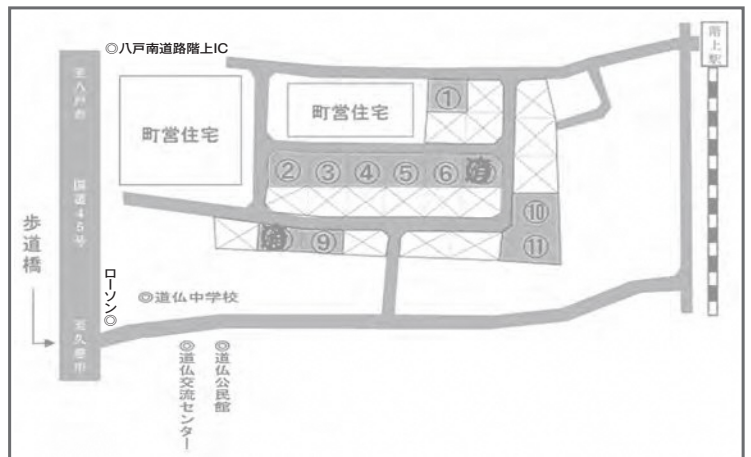 ◎八戸南道路階上IC
階上駅
至八戸市
町営住宅
町営住宅
①
②
③
④
⑤
⑥
済
国道45号
⑩
歩道橋
済
⑨
⑪
ローソン◎
◎道仏中学校
至久慈市
◎道仏公民館
◎道仏交流センター